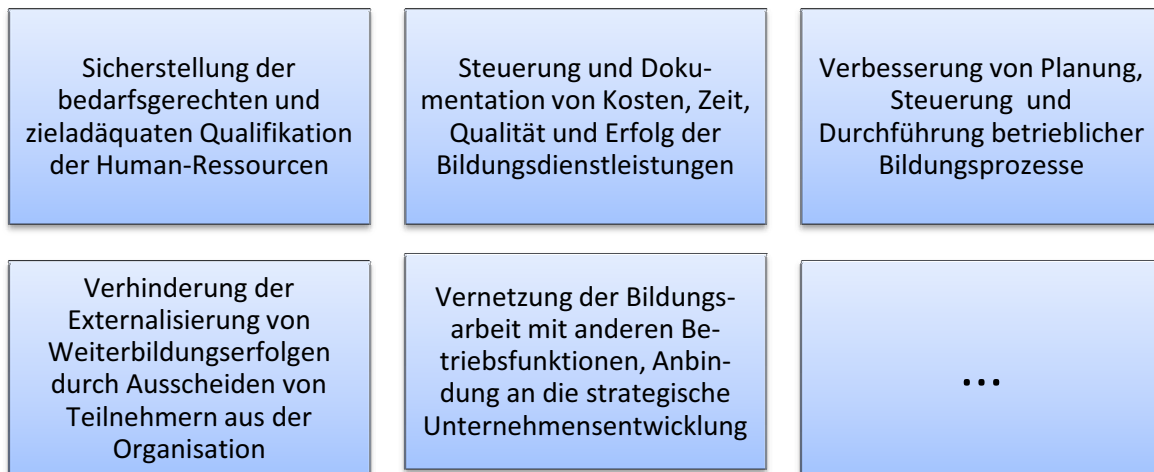 Sicherstellung der
bedarfsgerechten und
zieladäquaten Qualifikation
der Human-Ressourcen
Steuerung und Doku-
mentation von Kosten, Zeit,
Qualität und Erfolg der
Bildungsdienstleistungen
Verbesserung von Planung,
Steuerung und
Durchführung betrieblicher
Bildungsprozesse
Verhinderung der
Externalisierung von
Weiterbildungserfolgen
durch Ausscheiden von
Teilnehmern aus der
Organisation
Vernetzung der Bildungs-
arbeit mit anderen Be-
triebsfunktionen, Anbin-
dung an die strategische
Unternehmensentwicklung
...